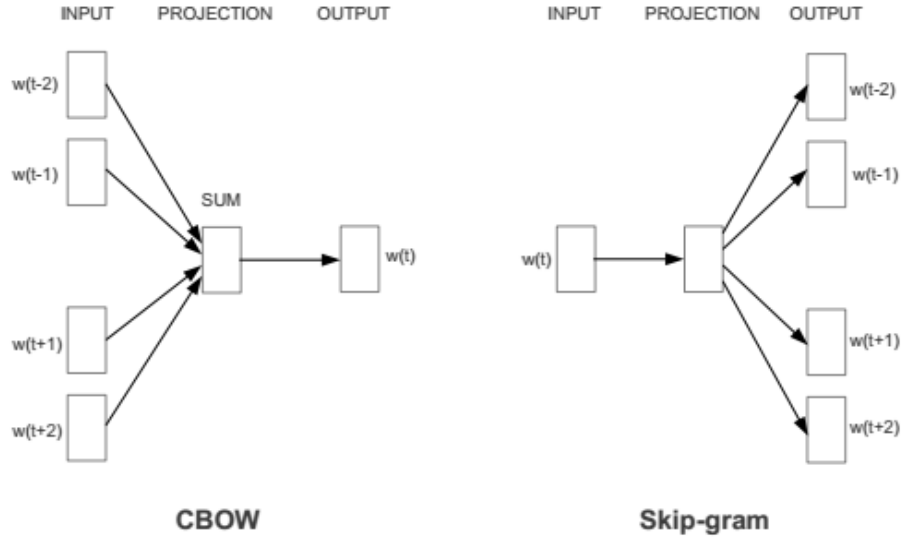 INPUT PROJECTION OUTPUT
w(t-2)
w(t-1)
SUM
w(t)
w(t+1)
w(t+2)
CBOW
INPUT PROJECTION OUTPUT
w(t-2)
w(t-1)
w(t)
w(t+1)
w(t+2)
Skip-gram